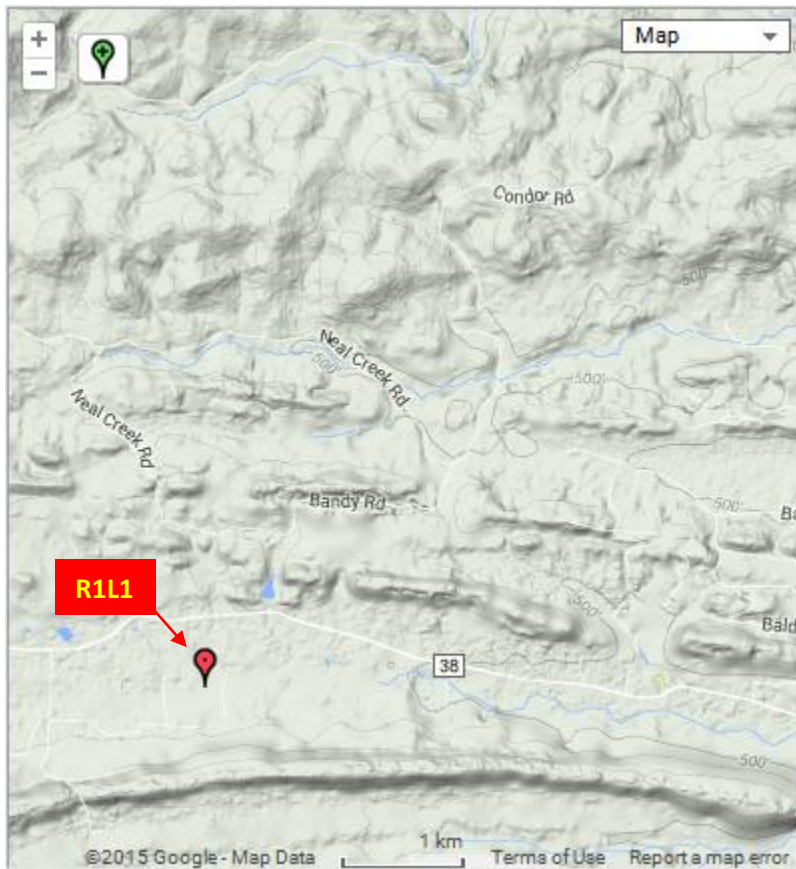 +
−
Map
Condor Rd
500'
Neal Creek Rd
500'
500'
Neal Creek Rd
Bandy Rd
500'
Ba
R1L1
500'
Bald
38
500
1 km
©2015 Google - Map Data
Terms of Use
Report a map error